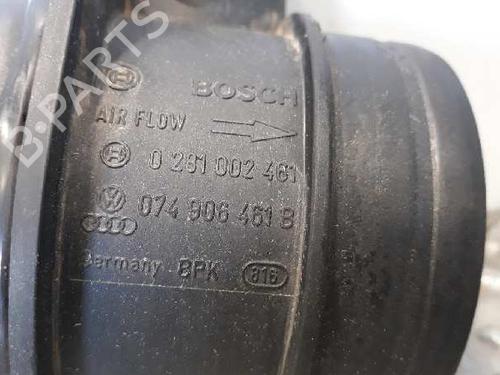 BOSCH
AIR FLOW
0 281 002 461
074 906 461 B
Germany BPK 816
B-PARTS